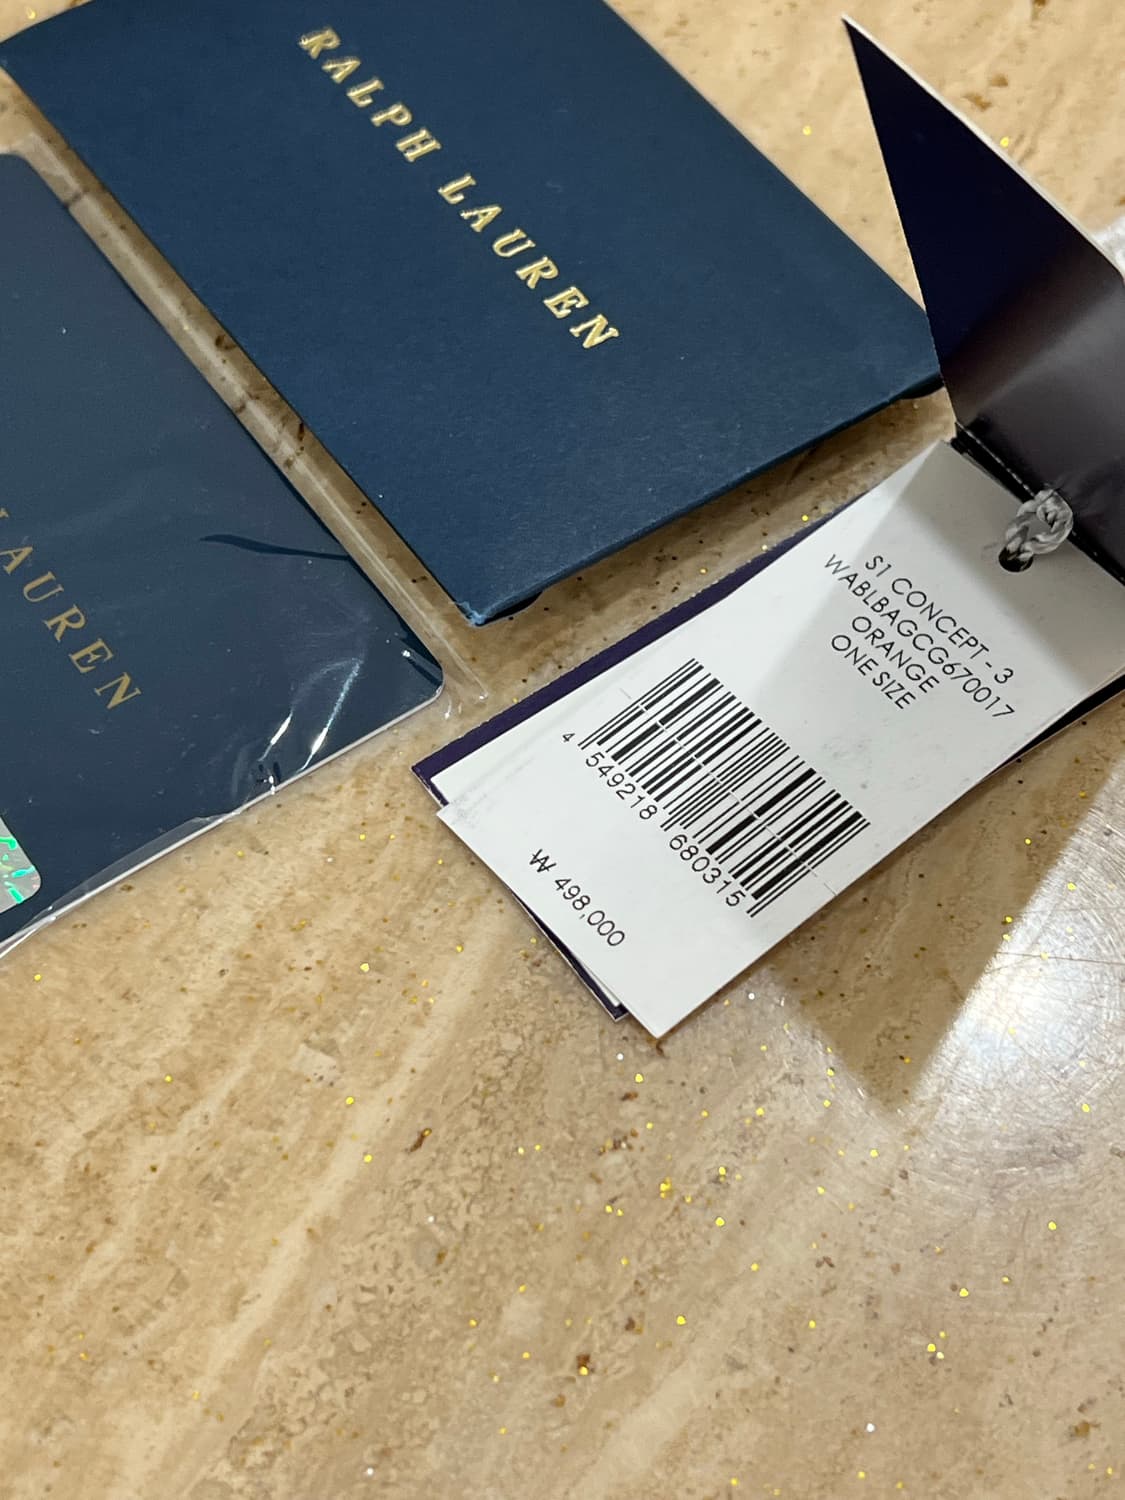 RALPH LAUREN
LAUREN
S1 CONCEPT - 3
WABLBAGCG670017
ORANGE
ONE SIZE
4 549218 680315
₩ 498,000